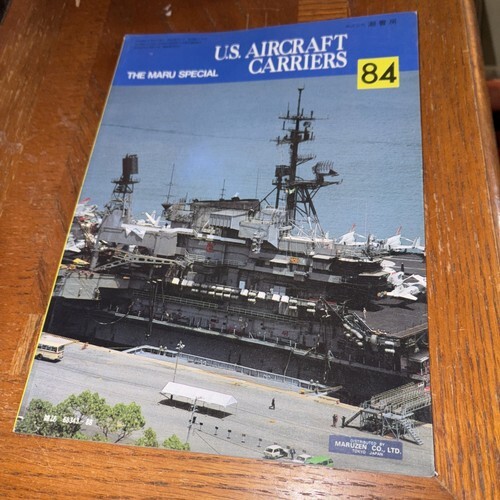 U.S. AIRCRAFT
CARRIERS
THE MARU SPECIAL
84
DISTRIBUTED BY
MARUZEN CO., LTD.
TOKYO JAPAN